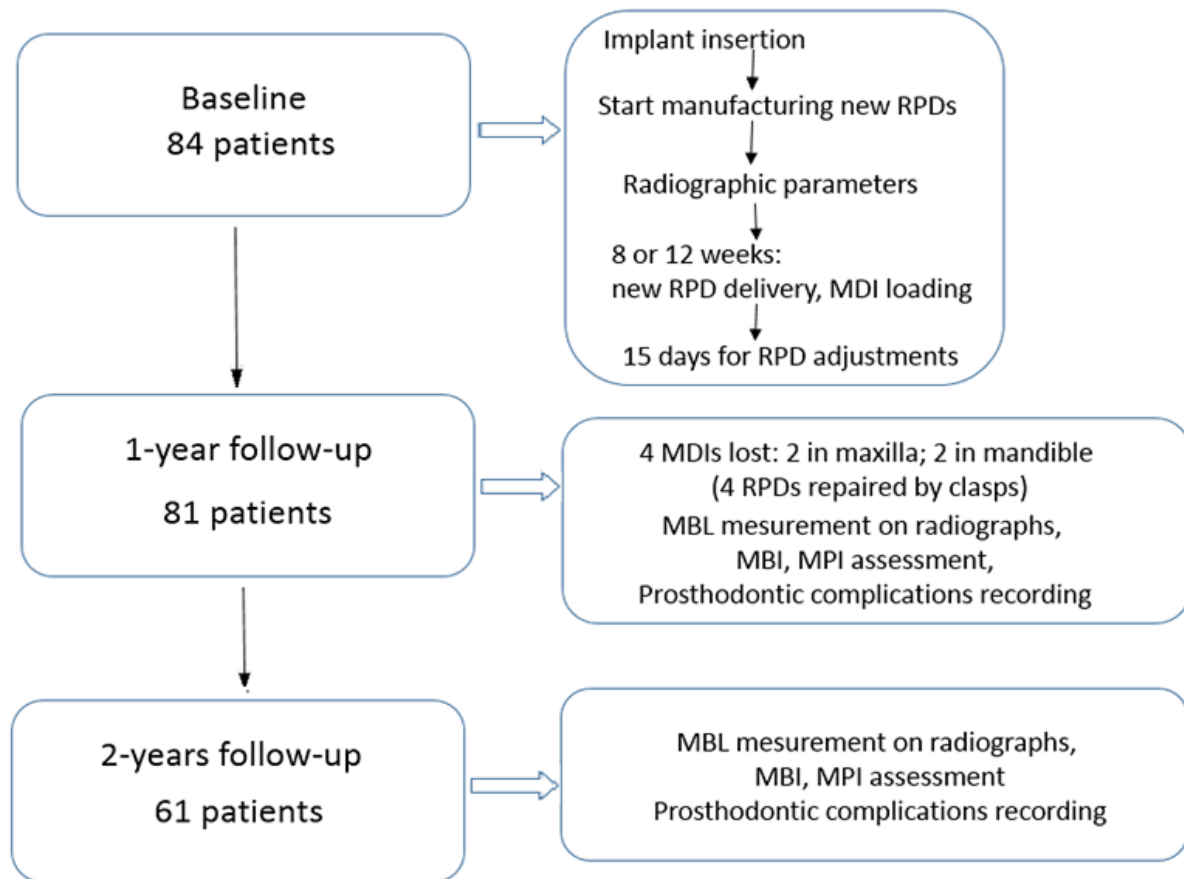 Baseline
84 patients
Implant insertion
Start manufacturing new RPDs
Radiographic parameters
8 or 12 weeks:
new RPD delivery, MDI loading
15 days for RPD adjustments
1-year follow-up
81 patients
4 MDIs lost: 2 in maxilla; 2 in mandible
(4 RPDs repaired by clasps)
MBL mesurement on radiographs,
MBI, MPI assessment,
Prosthodontic complications recording
2-years follow-up
61 patients
MBL mesurement on radiographs,
MBI, MPI assessment
Prosthodontic complications recording